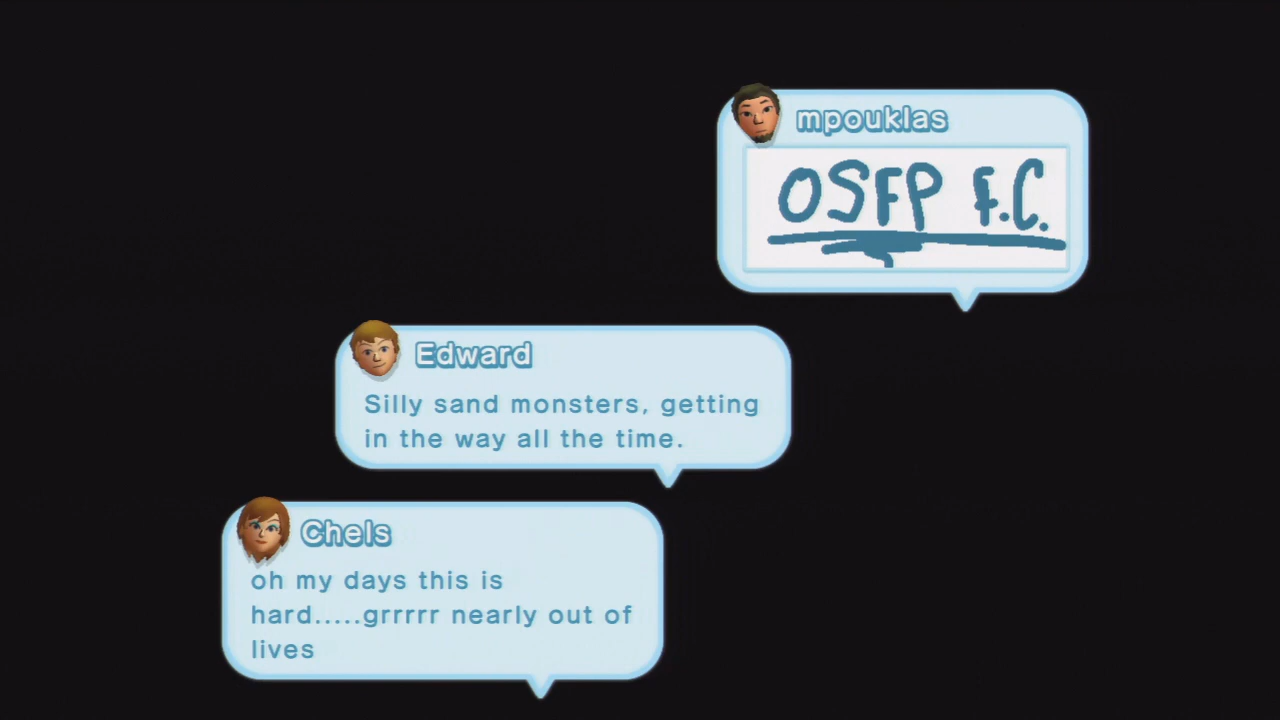 mpouklas
OSFP F.C.
Edward
Silly sand monsters, getting
in the way all the time.
Chels
oh my days this is
hard.....grrrrr nearly out of
lives